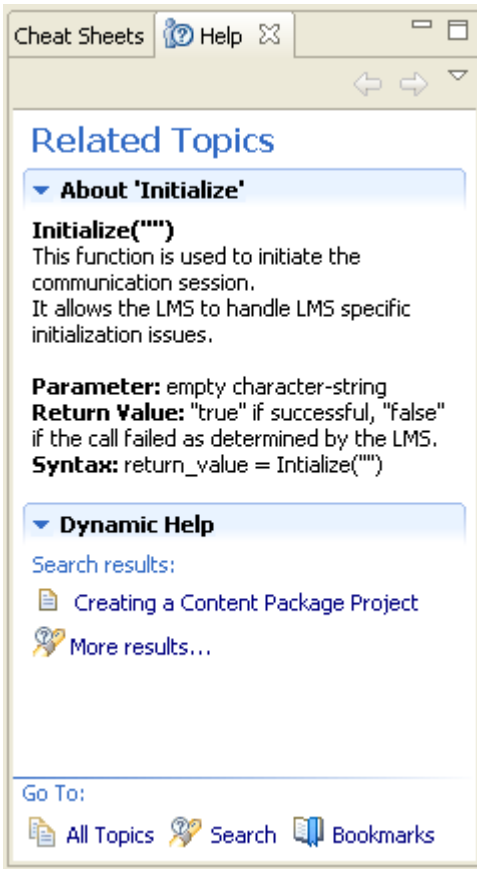 Cheat Sheets Help
Related Topics
About 'Initialize'
Initialize("")
This function is used to initiate the
communication session.
It allows the LMS to handle LMS specific
initialization issues.
Parameter: empty character-string
Return Value: "true" if successful, "false"
if the call failed as determined by the LMS.
Syntax: return_value = Intialize("")
Dynamic Help
Search results:
Creating a Content Package Project
More results...
Go To:
All Topics Search Bookmarks